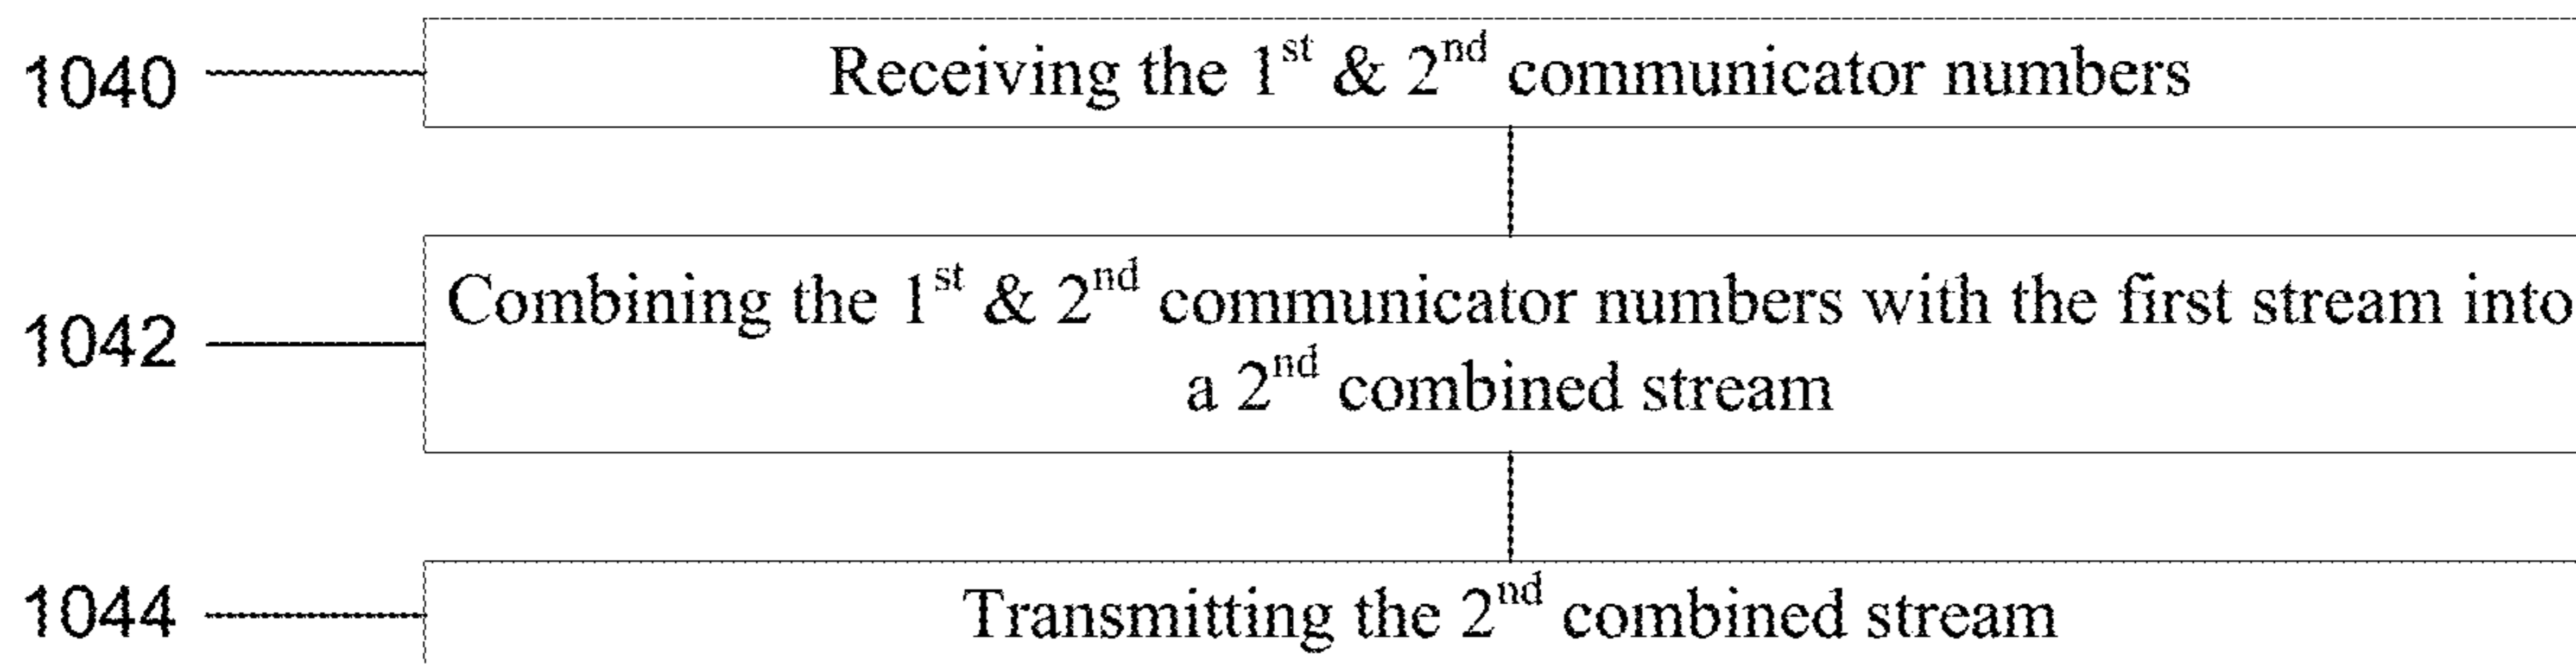 1040 Receiving the 1st & 2nd communicator numbers
1042 Combining the 1st & 2nd communicator numbers with the first stream into
a 2nd combined stream
1044 Transmitting the 2nd combined stream